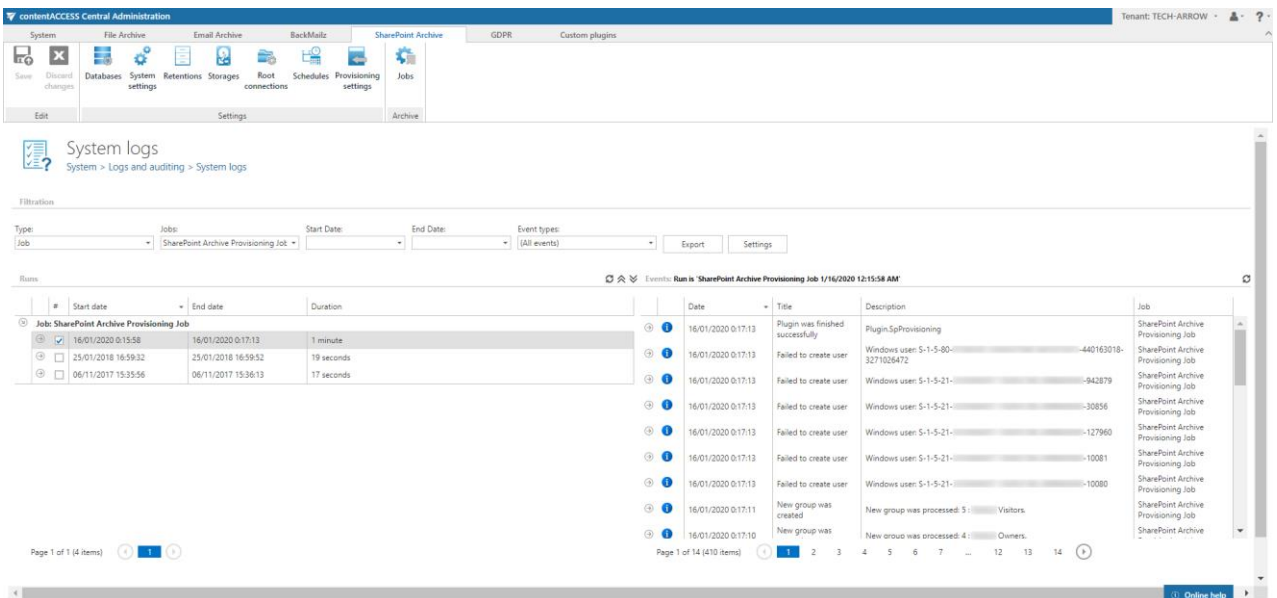 contentACCESS Central Administration
Tenant: TECH-ARROW
?
System File Archive Email Archive BackMailz SharePoint Archive GDPR Custom plugins
Save Discard changes Databases System settings Retentions Storages Root connections Schedules Provisioning settings Jobs
Edit Settings Archive
System logs
System > Logs and auditing > System logs
Filtration
Type: Jobs: Start Date: End Date: Event types:
Job SharePoint Archive Provisioning Job (All events) Export Settings
Runs Events: Run is 'SharePoint Archive Provisioning Job 1/16/2020 12:15:58 AM'
# Start date End date Duration
Job: SharePoint Archive Provisioning Job
16/01/2020 0:15:58 16/01/2020 0:17:13 1 minute
25/01/2018 16:59:32 25/01/2018 16:59:52 19 seconds
06/11/2017 15:35:56 06/11/2017 15:36:13 17 seconds
Page 1 of 1 (4 items) 1
Date Title Description Job
16/01/2020 0:17:13 Plugin was finished successfully Plugin.SpProvisioning SharePoint Archive Provisioning Job
16/01/2020 0:17:13 Failed to create user Windows user: S-1-5-80- -440163018-3271026472 SharePoint Archive Provisioning Job
16/01/2020 0:17:13 Failed to create user Windows user: S-1-5-21- -942879 SharePoint Archive Provisioning Job
16/01/2020 0:17:13 Failed to create user Windows user: S-1-5-21- -30856 SharePoint Archive Provisioning Job
16/01/2020 0:17:13 Failed to create user Windows user: S-1-5-21- -127960 SharePoint Archive Provisioning Job
16/01/2020 0:17:13 Failed to create user Windows user: S-1-5-21- -10081 SharePoint Archive Provisioning Job
16/01/2020 0:17:13 Failed to create user Windows user: S-1-5-21- -10080 SharePoint Archive Provisioning Job
16/01/2020 0:17:11 New group was created New group was processed: 5 : Visitors. SharePoint Archive Provisioning Job
16/01/2020 0:17:10 New group was New group was processed: 4 : Owners. SharePoint Archive
Page 1 of 14 (410 items) 1 2 3 4 5 6 7 ... 12 13 14
Online help